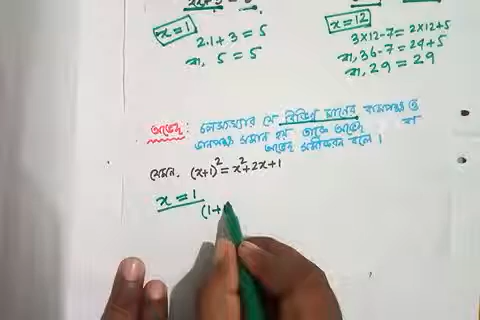 x = 1
2.1 + 3 = 5
বা, 5 = 5
x = 12
3×12-7 = 2×12+5
বা, 36-7 = 24+5
বা, 29 = 29
অভেদ: চলসংখ্যার যে বিভিন্ন মানের বামপক্ষ ও
ডানপক্ষ সমান হয় তাকে অভেদ বা
অভেদ সমীকরণ বলে ।
যেমন, (x+1)² = x²+2x+1
x = 1
(1+